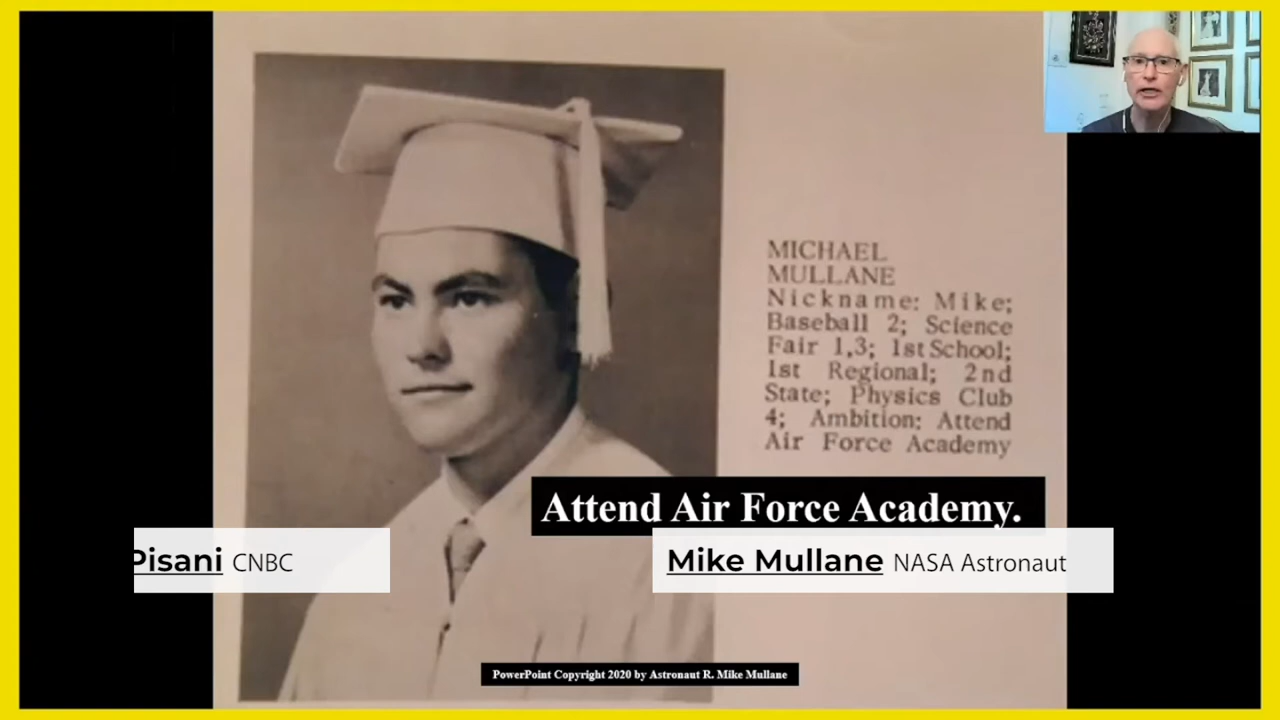 MICHAEL
MULLANE
Nickname: Mike;
Baseball 2; Science
Fair 1,3; 1st School;
1st Regional; 2nd
State; Physics Club
4; Ambition: Attend
Air Force Academy
Attend Air Force Academy.
Pisani CNBC
Mike Mullane NASA Astronaut
PowerPoint Copyright 2020 by Astronaut R. Mike Mullane